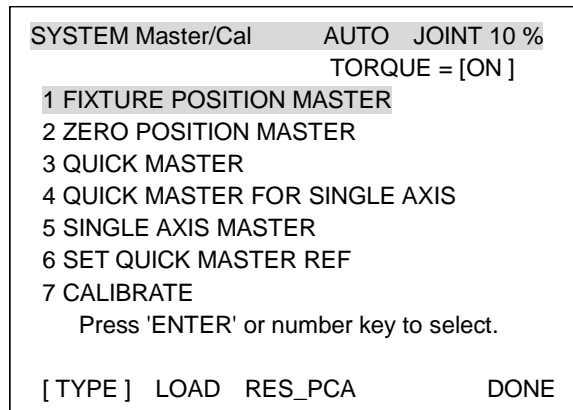 SYSTEM Master/Cal AUTO JOINT 10 %
TORQUE = [ON ]
1 FIXTURE POSITION MASTER
2 ZERO POSITION MASTER
3 QUICK MASTER
4 QUICK MASTER FOR SINGLE AXIS
5 SINGLE AXIS MASTER
6 SET QUICK MASTER REF
7 CALIBRATE
Press 'ENTER' or number key to select.
[ TYPE ] LOAD RES_PCA DONE